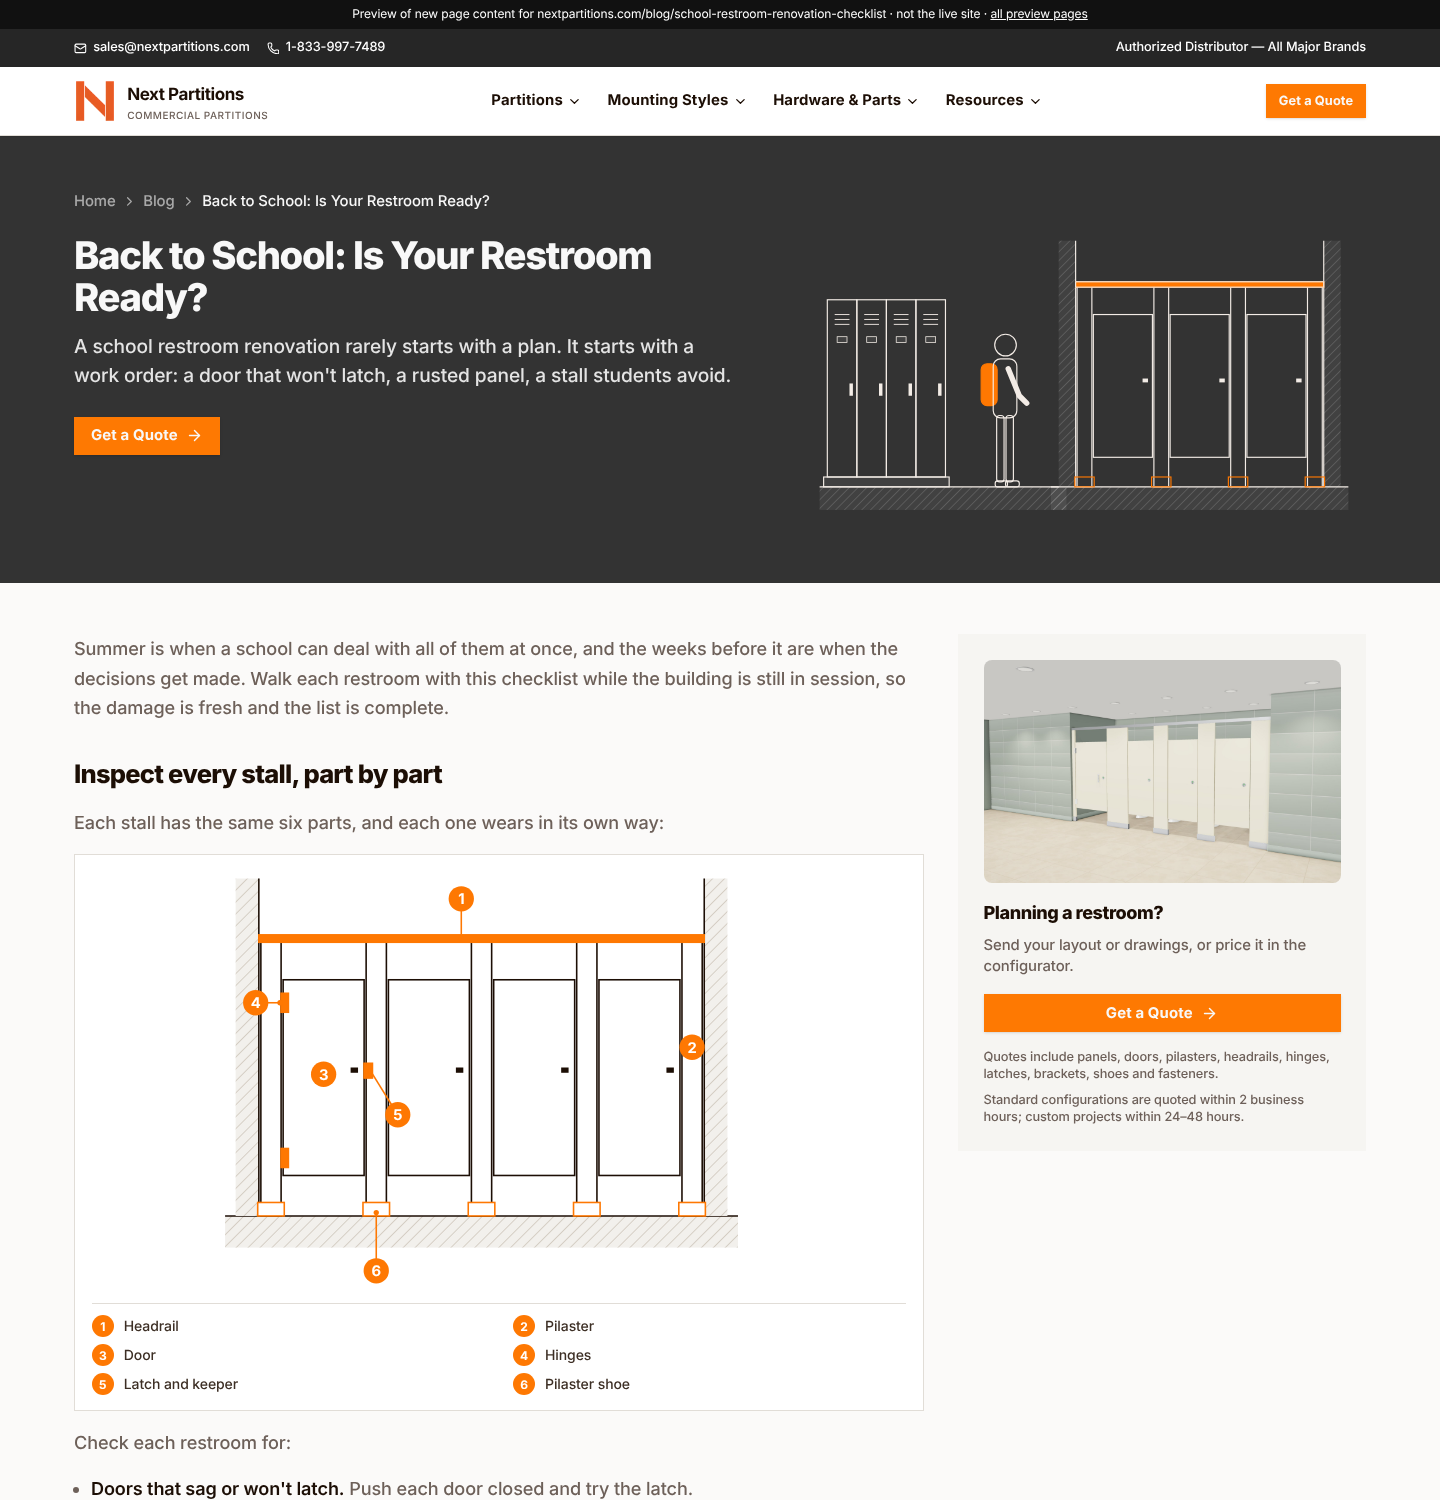 Preview of new page content for nextpartitions.com/blog/school-restroom-renovation-checklist · not the live site · all preview pages
sales@nextpartitions.com
1-833-997-7489
Authorized Distributor — All Major Brands
Next Partitions
COMMERCIAL PARTITIONS
Partitions
Mounting Styles
Hardware & Parts
Resources
Get a Quote
Home > Blog > Back to School: Is Your Restroom Ready?
Back to School: Is Your Restroom
Ready?
A school restroom renovation rarely starts with a plan. It starts with a
work order: a door that won't latch, a rusted panel, a stall students avoid.
Get a Quote →
Summer is when a school can deal with all of them at once, and the weeks before it are when the
decisions get made. Walk each restroom with this checklist while the building is still in session, so
the damage is fresh and the list is complete.
Inspect every stall, part by part
Each stall has the same six parts, and each one wears in its own way:
1
4
2
3
5
6
1 Headrail
2 Pilaster
3 Door
4 Hinges
5 Latch and keeper
6 Pilaster shoe
Check each restroom for:
• Doors that sag or won't latch. Push each door closed and try the latch.
Planning a restroom?
Send your layout or drawings, or price it in the
configurator.
Get a Quote →
Quotes include panels, doors, pilasters, headrails, hinges,
latches, brackets, shoes and fasteners.
Standard configurations are quoted within 2 business
hours; custom projects within 24–48 hours.